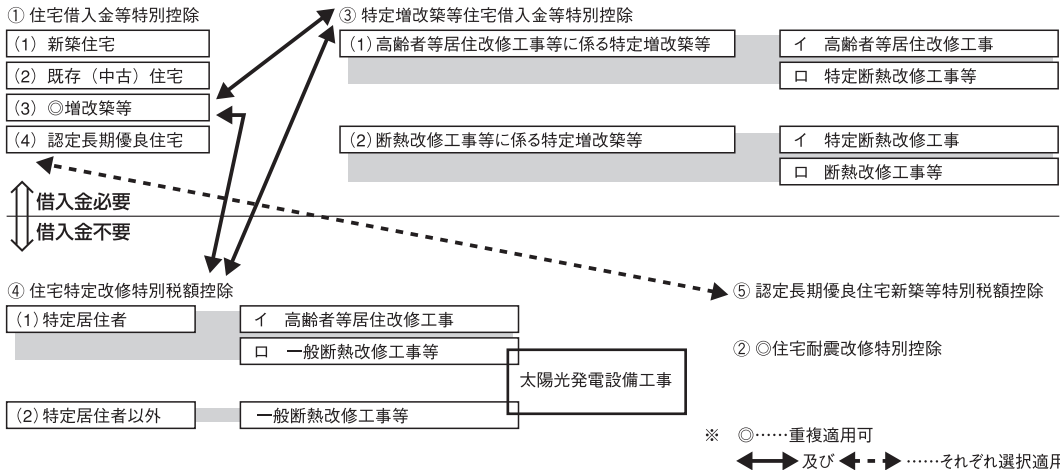 ① 住宅借入金等特別控除
(1) 新築住宅
(2) 既存（中古）住宅
(3) ◎増改築等
(4) 認定長期優良住宅
③ 特定増改築等住宅借入金等特別控除
(1)高齢者等居住改修工事等に係る特定増改築等
イ 高齢者等居住改修工事
ロ 特定断熱改修工事等
(2)断熱改修工事等に係る特定増改築等
イ 特定断熱改修工事
ロ 断熱改修工事等
借入金必要
借入金不要
④ 住宅特定改修特別税額控除
(1)特定居住者
イ 高齢者等居住改修工事
ロ 一般断熱改修工事等
太陽光発電設備工事
(2)特定居住者以外
一般断熱改修工事等
⑤ 認定長期優良住宅新築等特別税額控除
② ◎住宅耐震改修特別控除
※ ◎……重複適用可
及び ……それぞれ選択適用